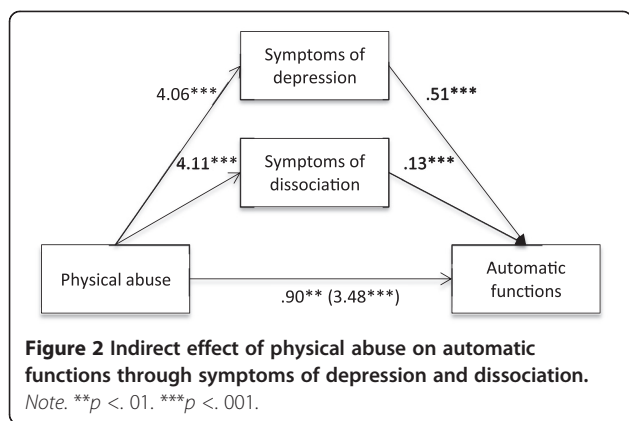 Symptoms of
depression
4.06***
.51***
Symptoms of
dissociation
4.11***
.13***
Physical abuse
Automatic
functions
.90** (3.48***)
Figure 2 Indirect effect of physical abuse on automatic
functions through symptoms of depression and dissociation.
Note. **p <. 01. ***p <. 001.